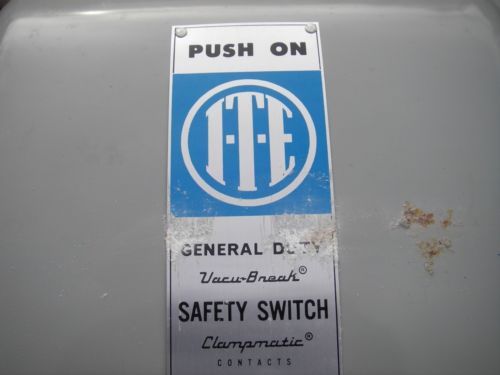 PUSH ON
I-T-E
GENERAL DUTY
Vacu-Break®
SAFETY SWITCH
Clampmatic®
CONTACTS